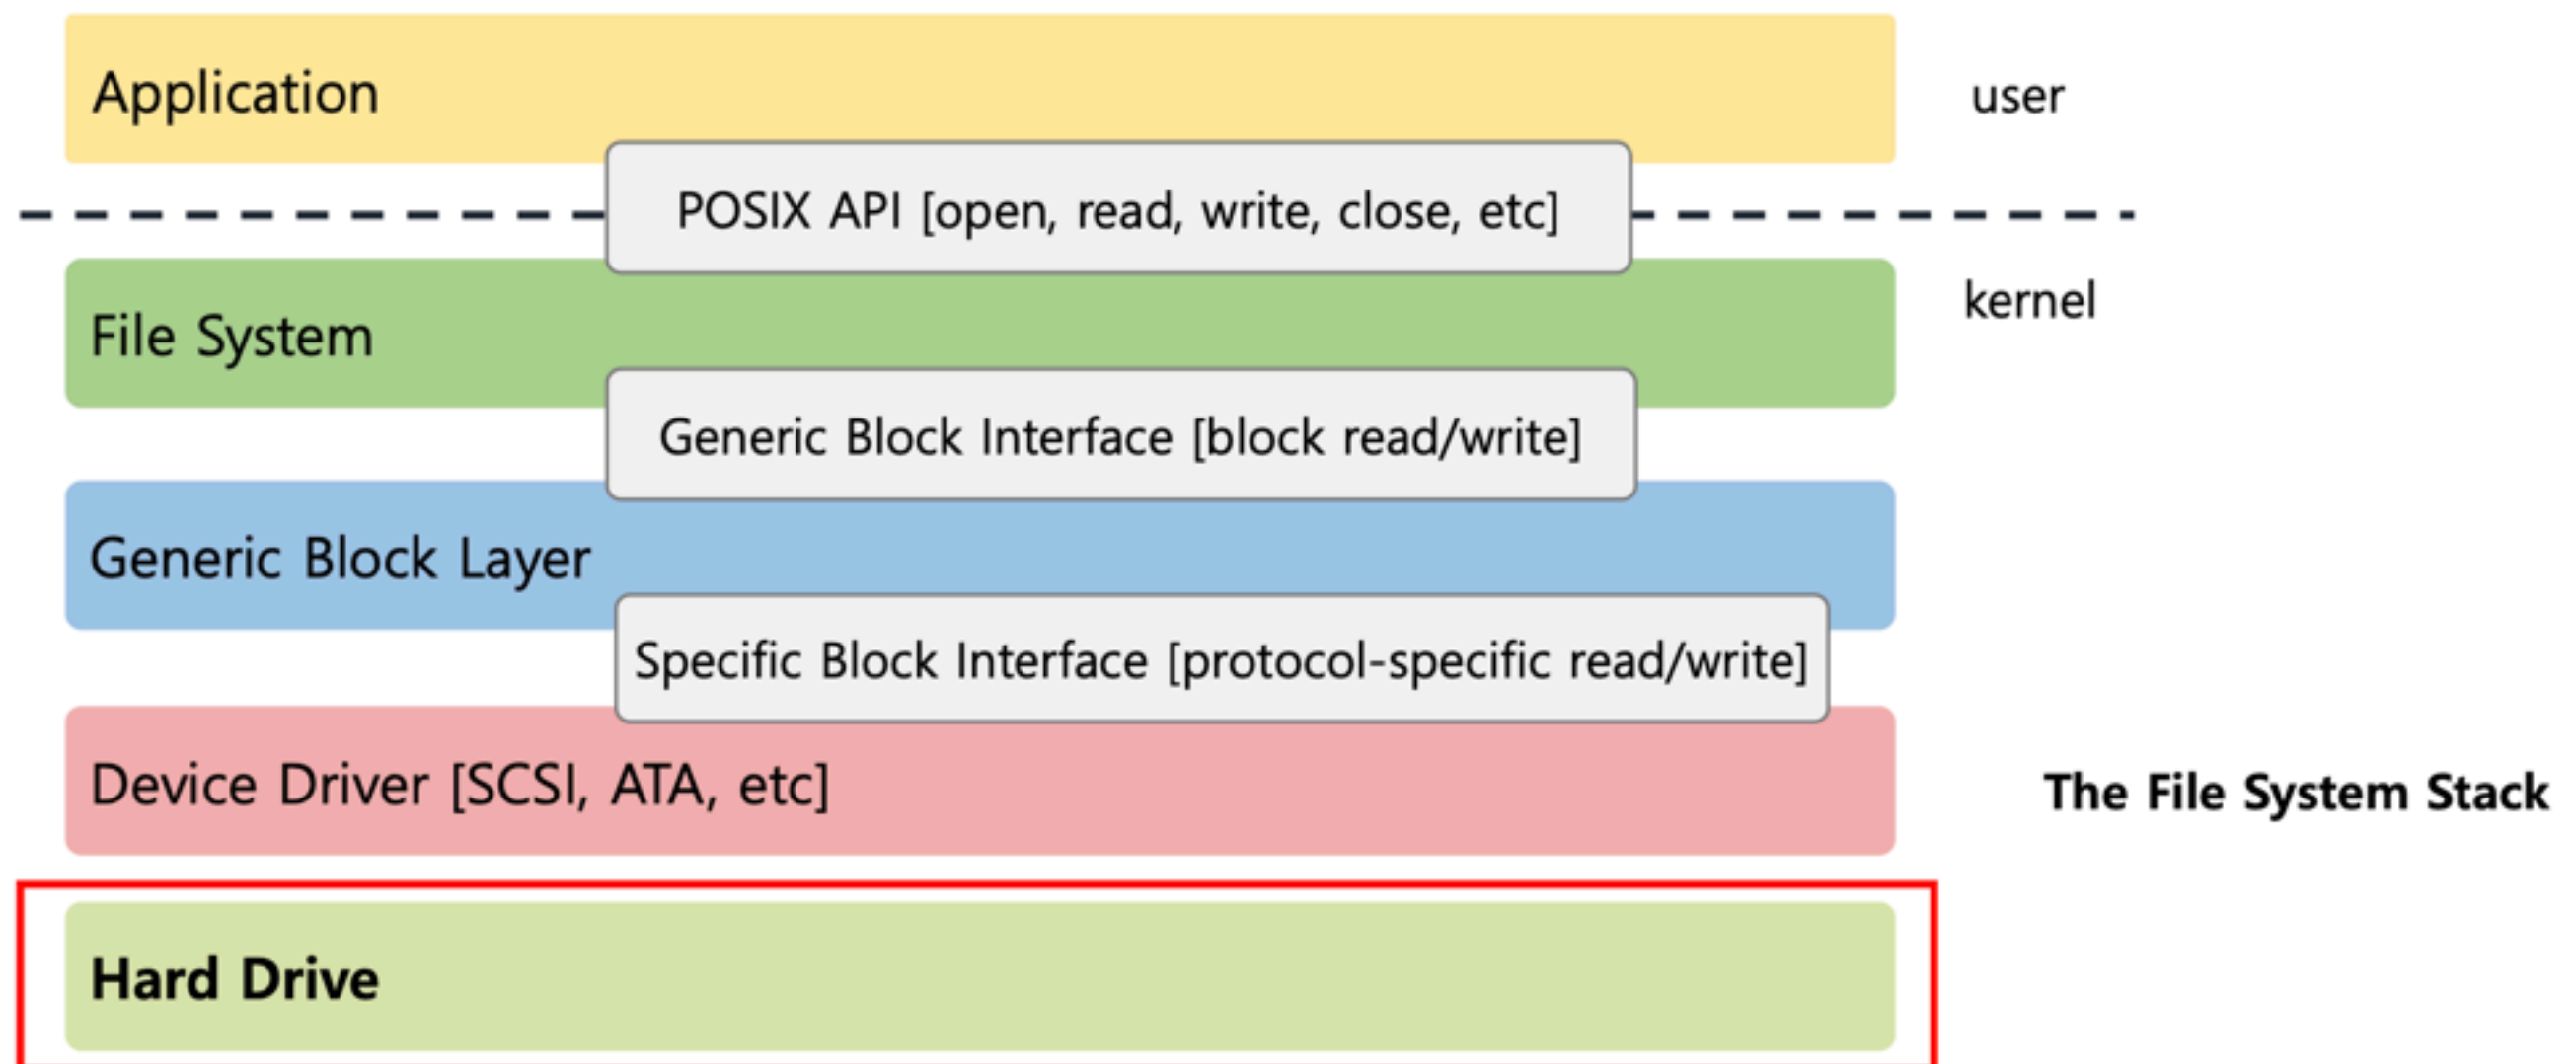 Application
user
POSIX API [open, read, write, close, etc]
kernel
File System
Generic Block Interface [block read/write]
Generic Block Layer
Specific Block Interface [protocol-specific read/write]
Device Driver [SCSI, ATA, etc]
The File System Stack
Hard Drive